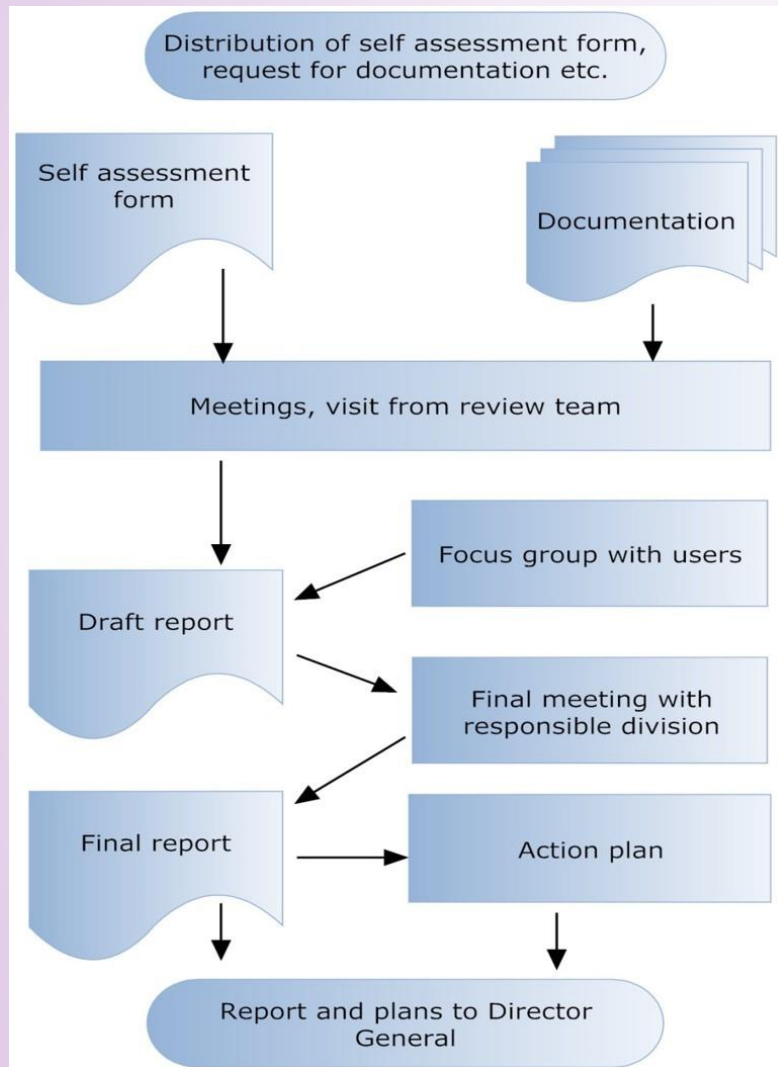 Distribution of self assessment form,
request for documentation etc.
Self assessment
form
Documentation
Meetings, visit from review team
Focus group with users
Draft report
Final meeting with
responsible division
Final report
Action plan
Report and plans to Director
General